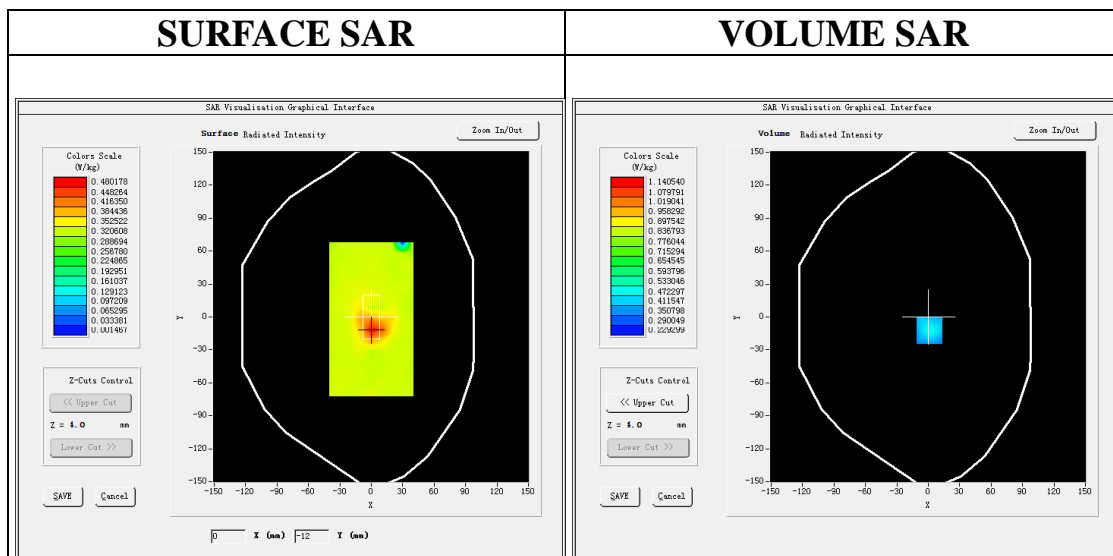 SURFACE SAR
VOLUME SAR
SAR Visualisation Graphical Interface
Surface Radiated Intensity
Zoom In/Out
Colors Scale
(W/kg)
0.480178
0.448264
0.416350
0.384436
0.352522
0.320608
0.288694
0.256780
0.224865
0.192951
0.161037
0.129123
0.097209
0.065295
0.033381
0.001467
150
120
90
60
30
0
-30
-60
-90
-120
-150
Y
-150 -120 -90 -60 -30 0 30 60 90 120 150
X
Z-Cuts Control
<< Upper Cut
Z = 4.0 mm
Lower Cut >>
SAVE Cancel
0 X (mm) -12 Y (mm)
SAR Visualisation Graphical Interface
Volume Radiated Intensity
Zoom In/Out
Colors Scale
(W/kg)
1.140540
1.079791
1.019041
0.958292
0.897542
0.836793
0.776044
0.715294
0.654545
0.593796
0.533046
0.472297
0.411547
0.350798
0.290049
0.229299
150
120
90
60
30
0
-30
-60
-90
-120
-150
Y
-150 -120 -90 -60 -30 0 30 60 90 120 150
X
Z-Cuts Control
<< Upper Cut
Z = 4.0 mm
Lower Cut >>
SAVE Cancel